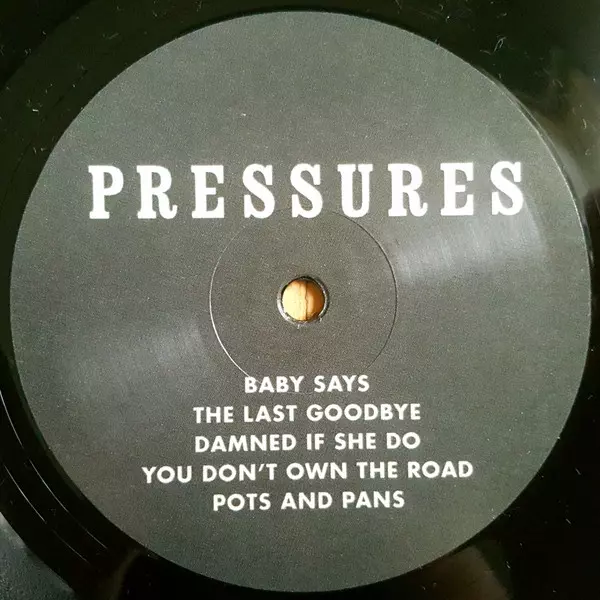 PRESSURES
BABY SAYS
THE LAST GOODBYE
DAMNED IF SHE DO
YOU DON'T OWN THE ROAD
POTS AND PANS